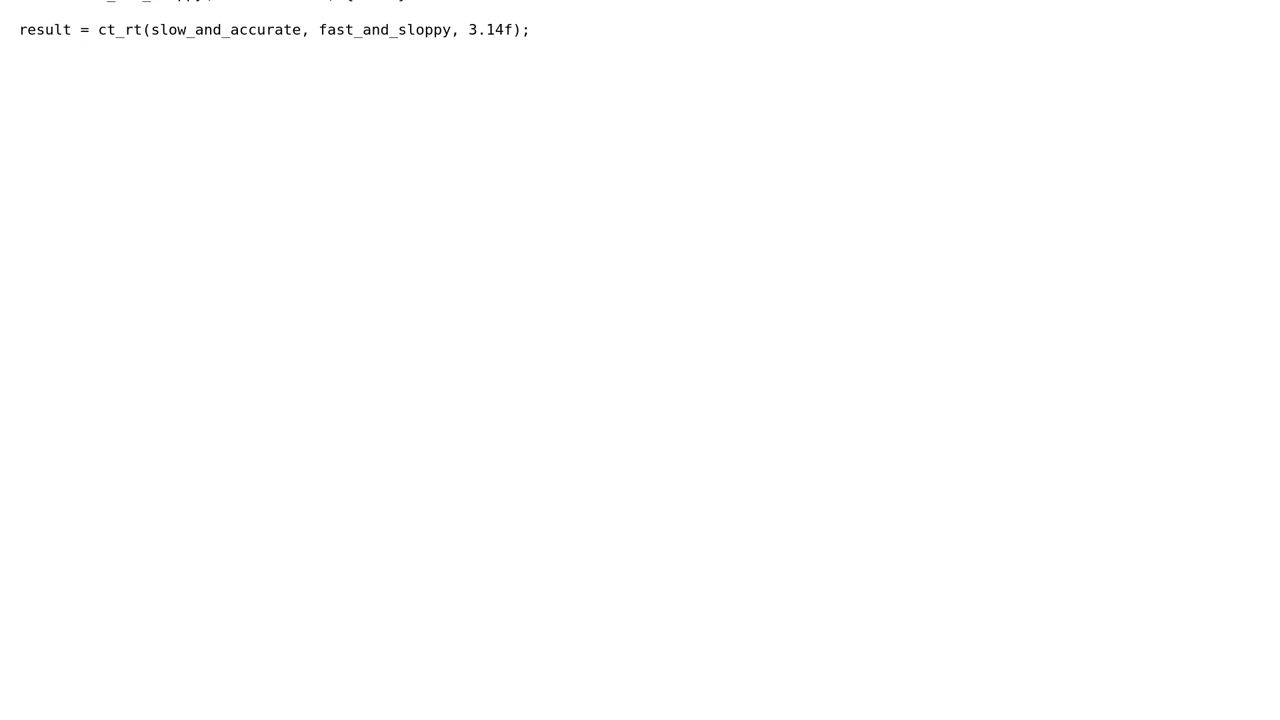 result = ct_rt(slow_and_accurate, fast_and_sloppy, 3.14f);